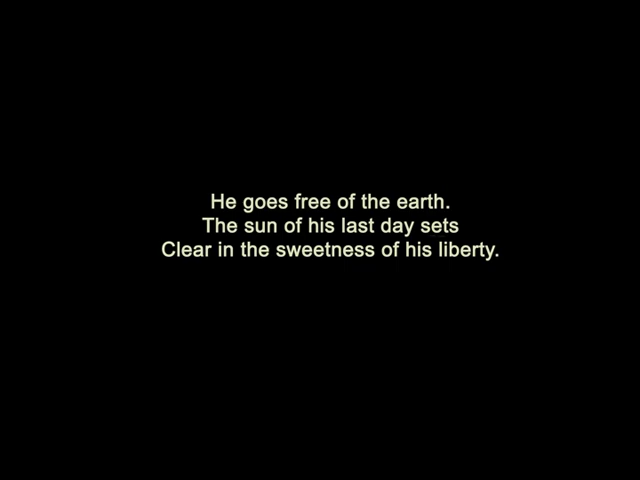 He goes free of the earth.
The sun of his last day sets
Clear in the sweetness of his liberty.